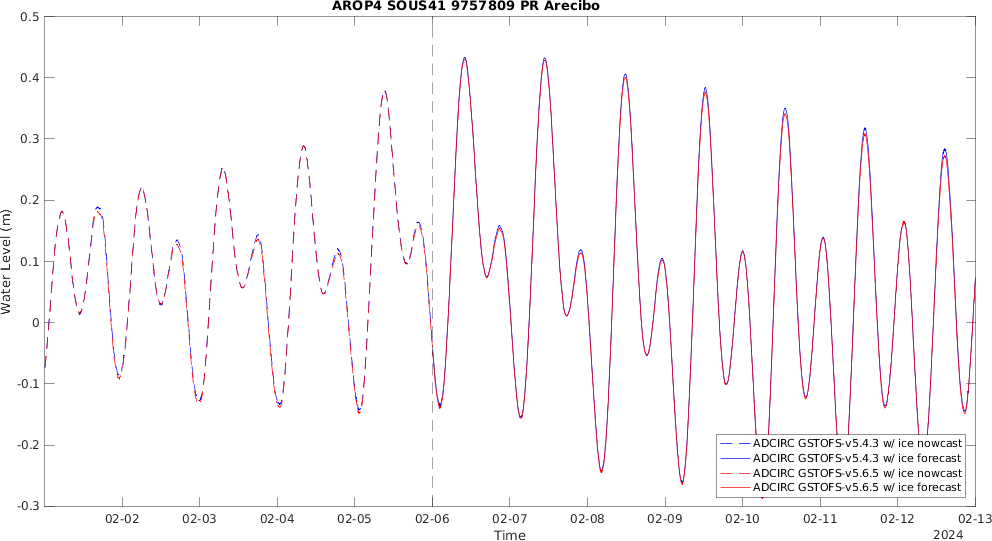 AROP4 SOUS41 9757809 PR Arecibo
Water Level (m)
0.5
0.4
0.3
0.2
0.1
0
-0.1
-0.2
-0.3
ADCIRC GSTOFS-v5.4.3 w/ ice nowcast
ADCIRC GSTOFS-v5.4.3 w/ ice forecast
ADCIRC GSTOFS-v5.6.5 w/ ice nowcast
ADCIRC GSTOFS-v5.6.5 w/ ice forecast
02-02 02-03 02-04 02-05 02-06 02-07 02-08 02-09 02-10 02-11 02-12 02-13
Time
2024